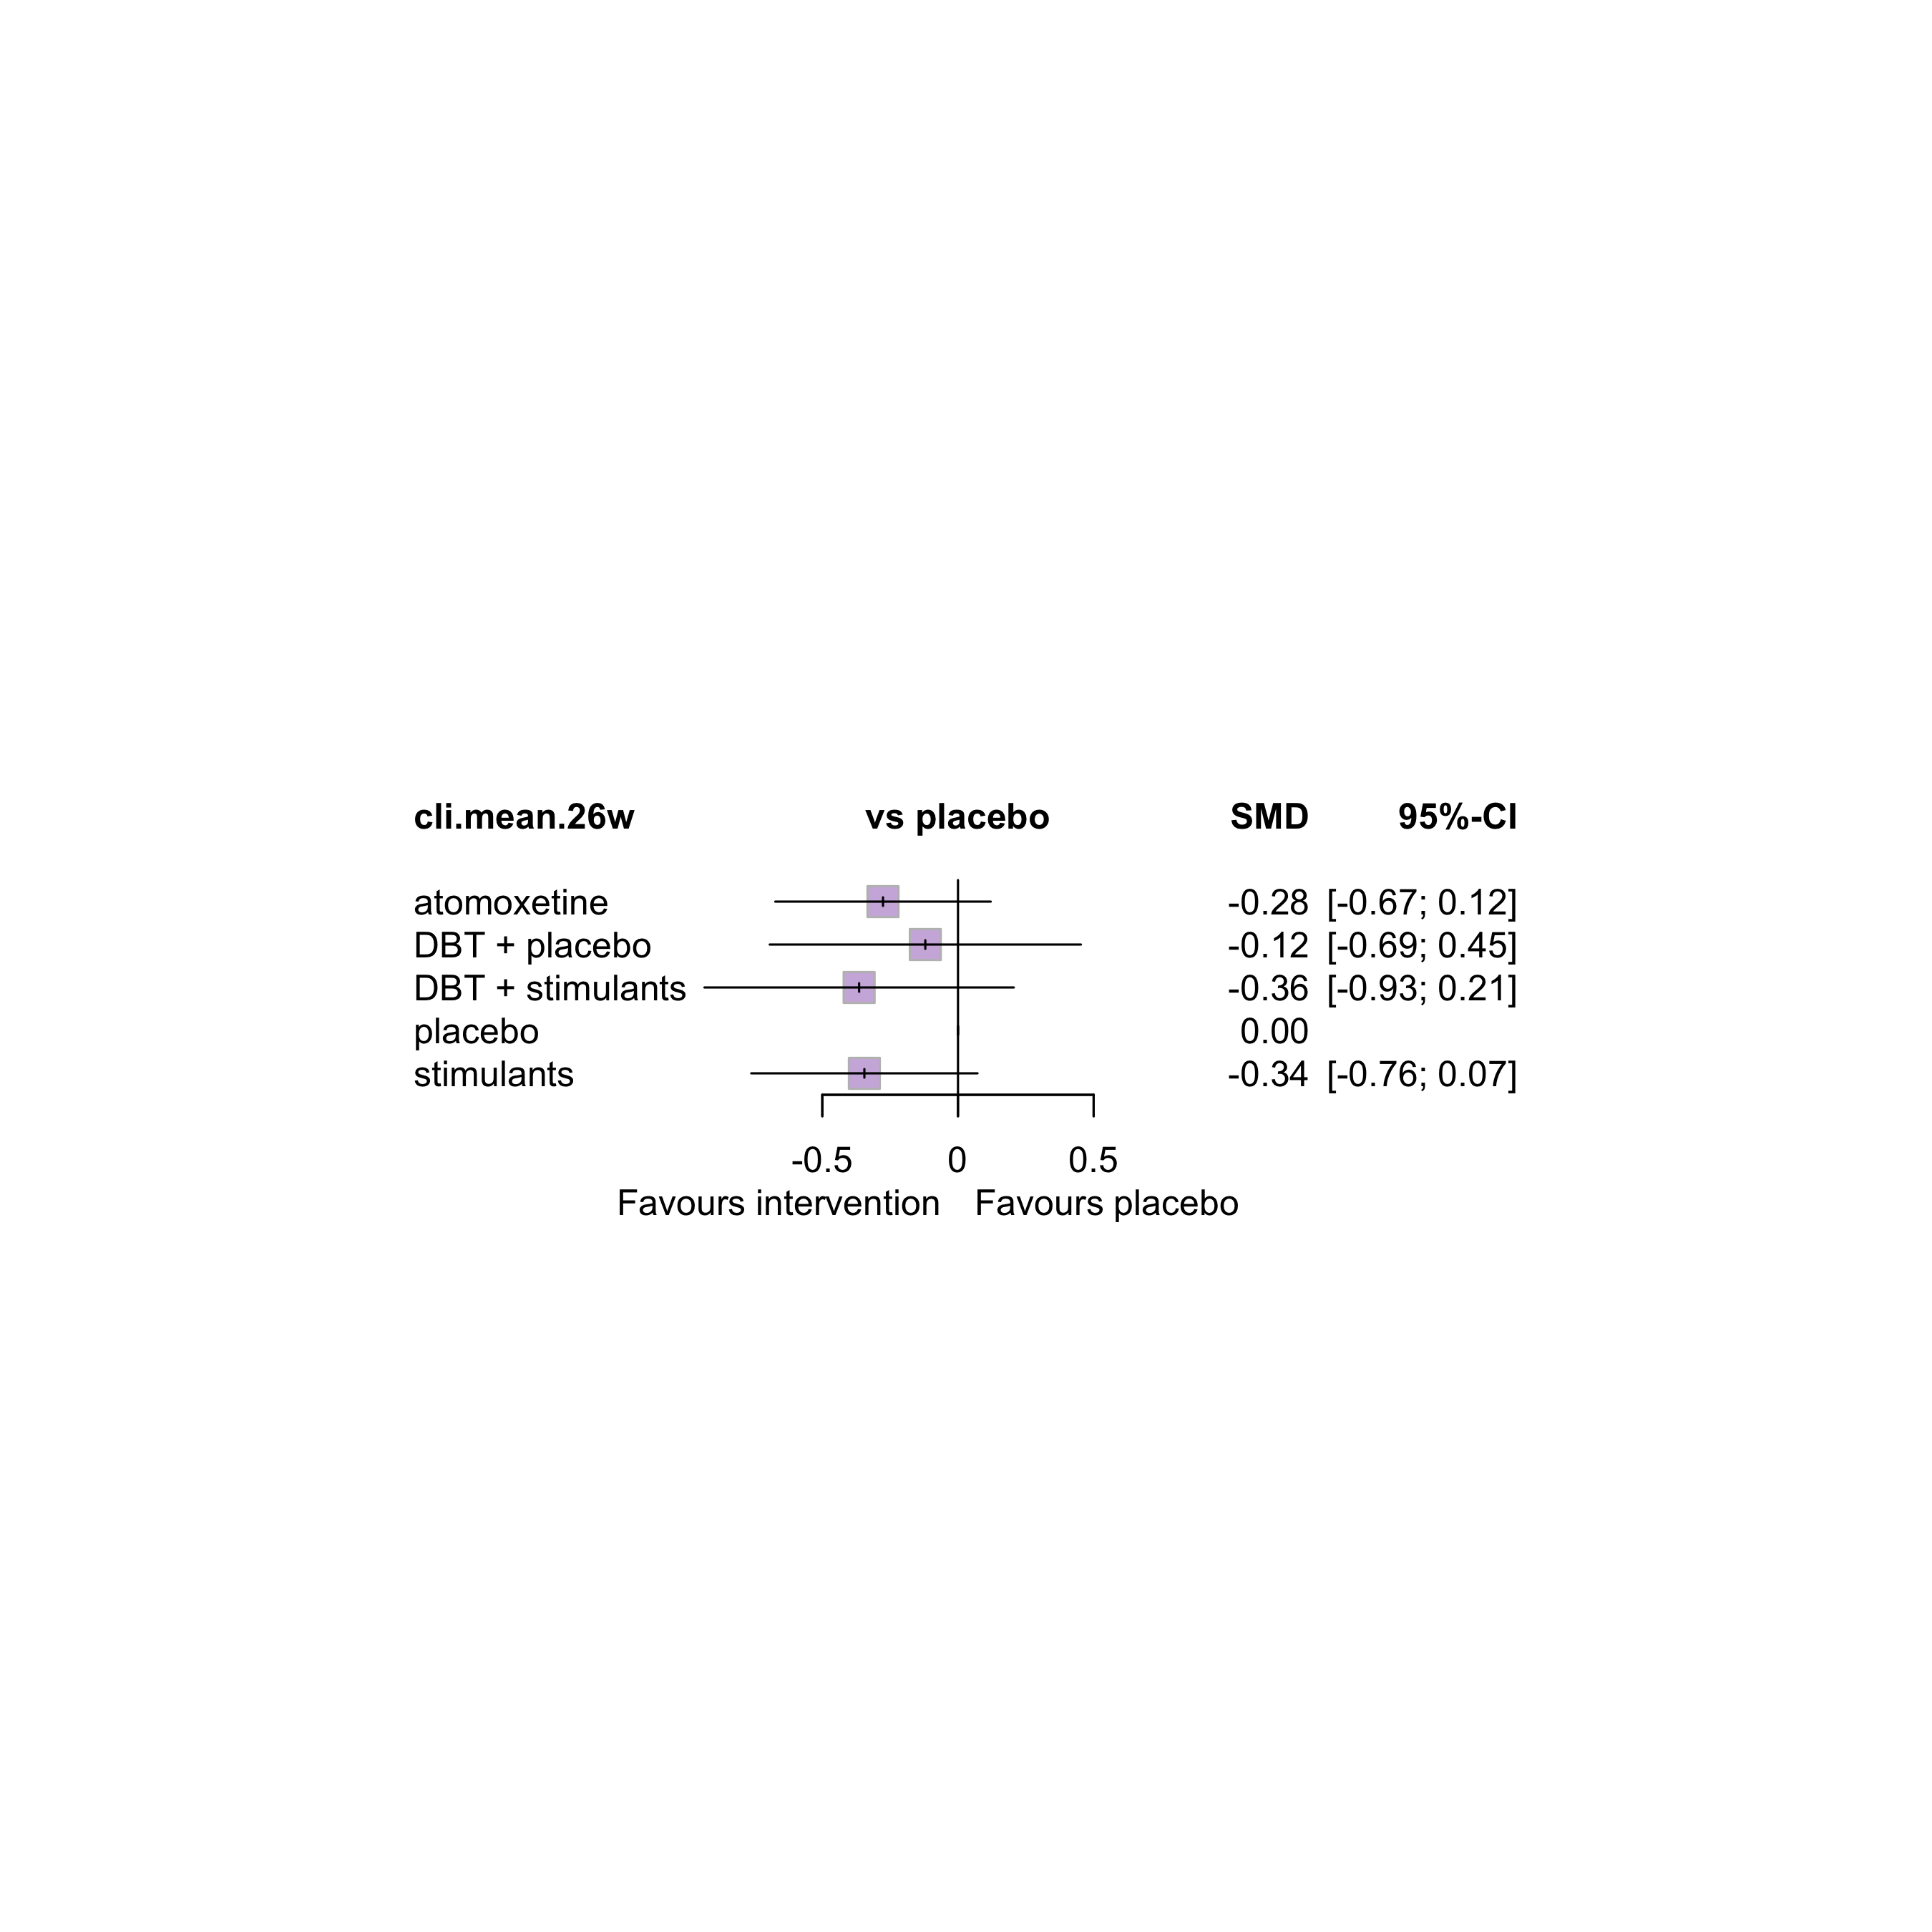 cli.mean.26w vs placebo SMD 95%-CI
atomoxetine -0.28 [-0.67; 0.12]
DBT + placebo -0.12 [-0.69; 0.45]
DBT + stimulants -0.36 [-0.93; 0.21]
placebo 0.00
stimulants -0.34 [-0.76; 0.07]
-0.5 0 0.5
Favours intervention Favours placebo